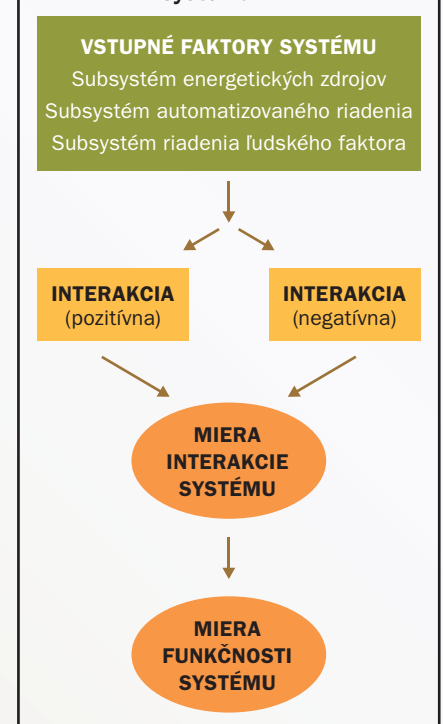 VSTUPNÉ FAKTORY SYSTÉMU
Subsystém energetických zdrojov
Subsystém automatizovaného riadenia
Subsystém riadenia ľudského faktora
INTERAKCIA
(pozitívna)
INTERAKCIA
(negatívna)
MIERA
INTERAKCIE
SYSTÉMU
MIERA
FUNKČNOSTI
SYSTÉMU